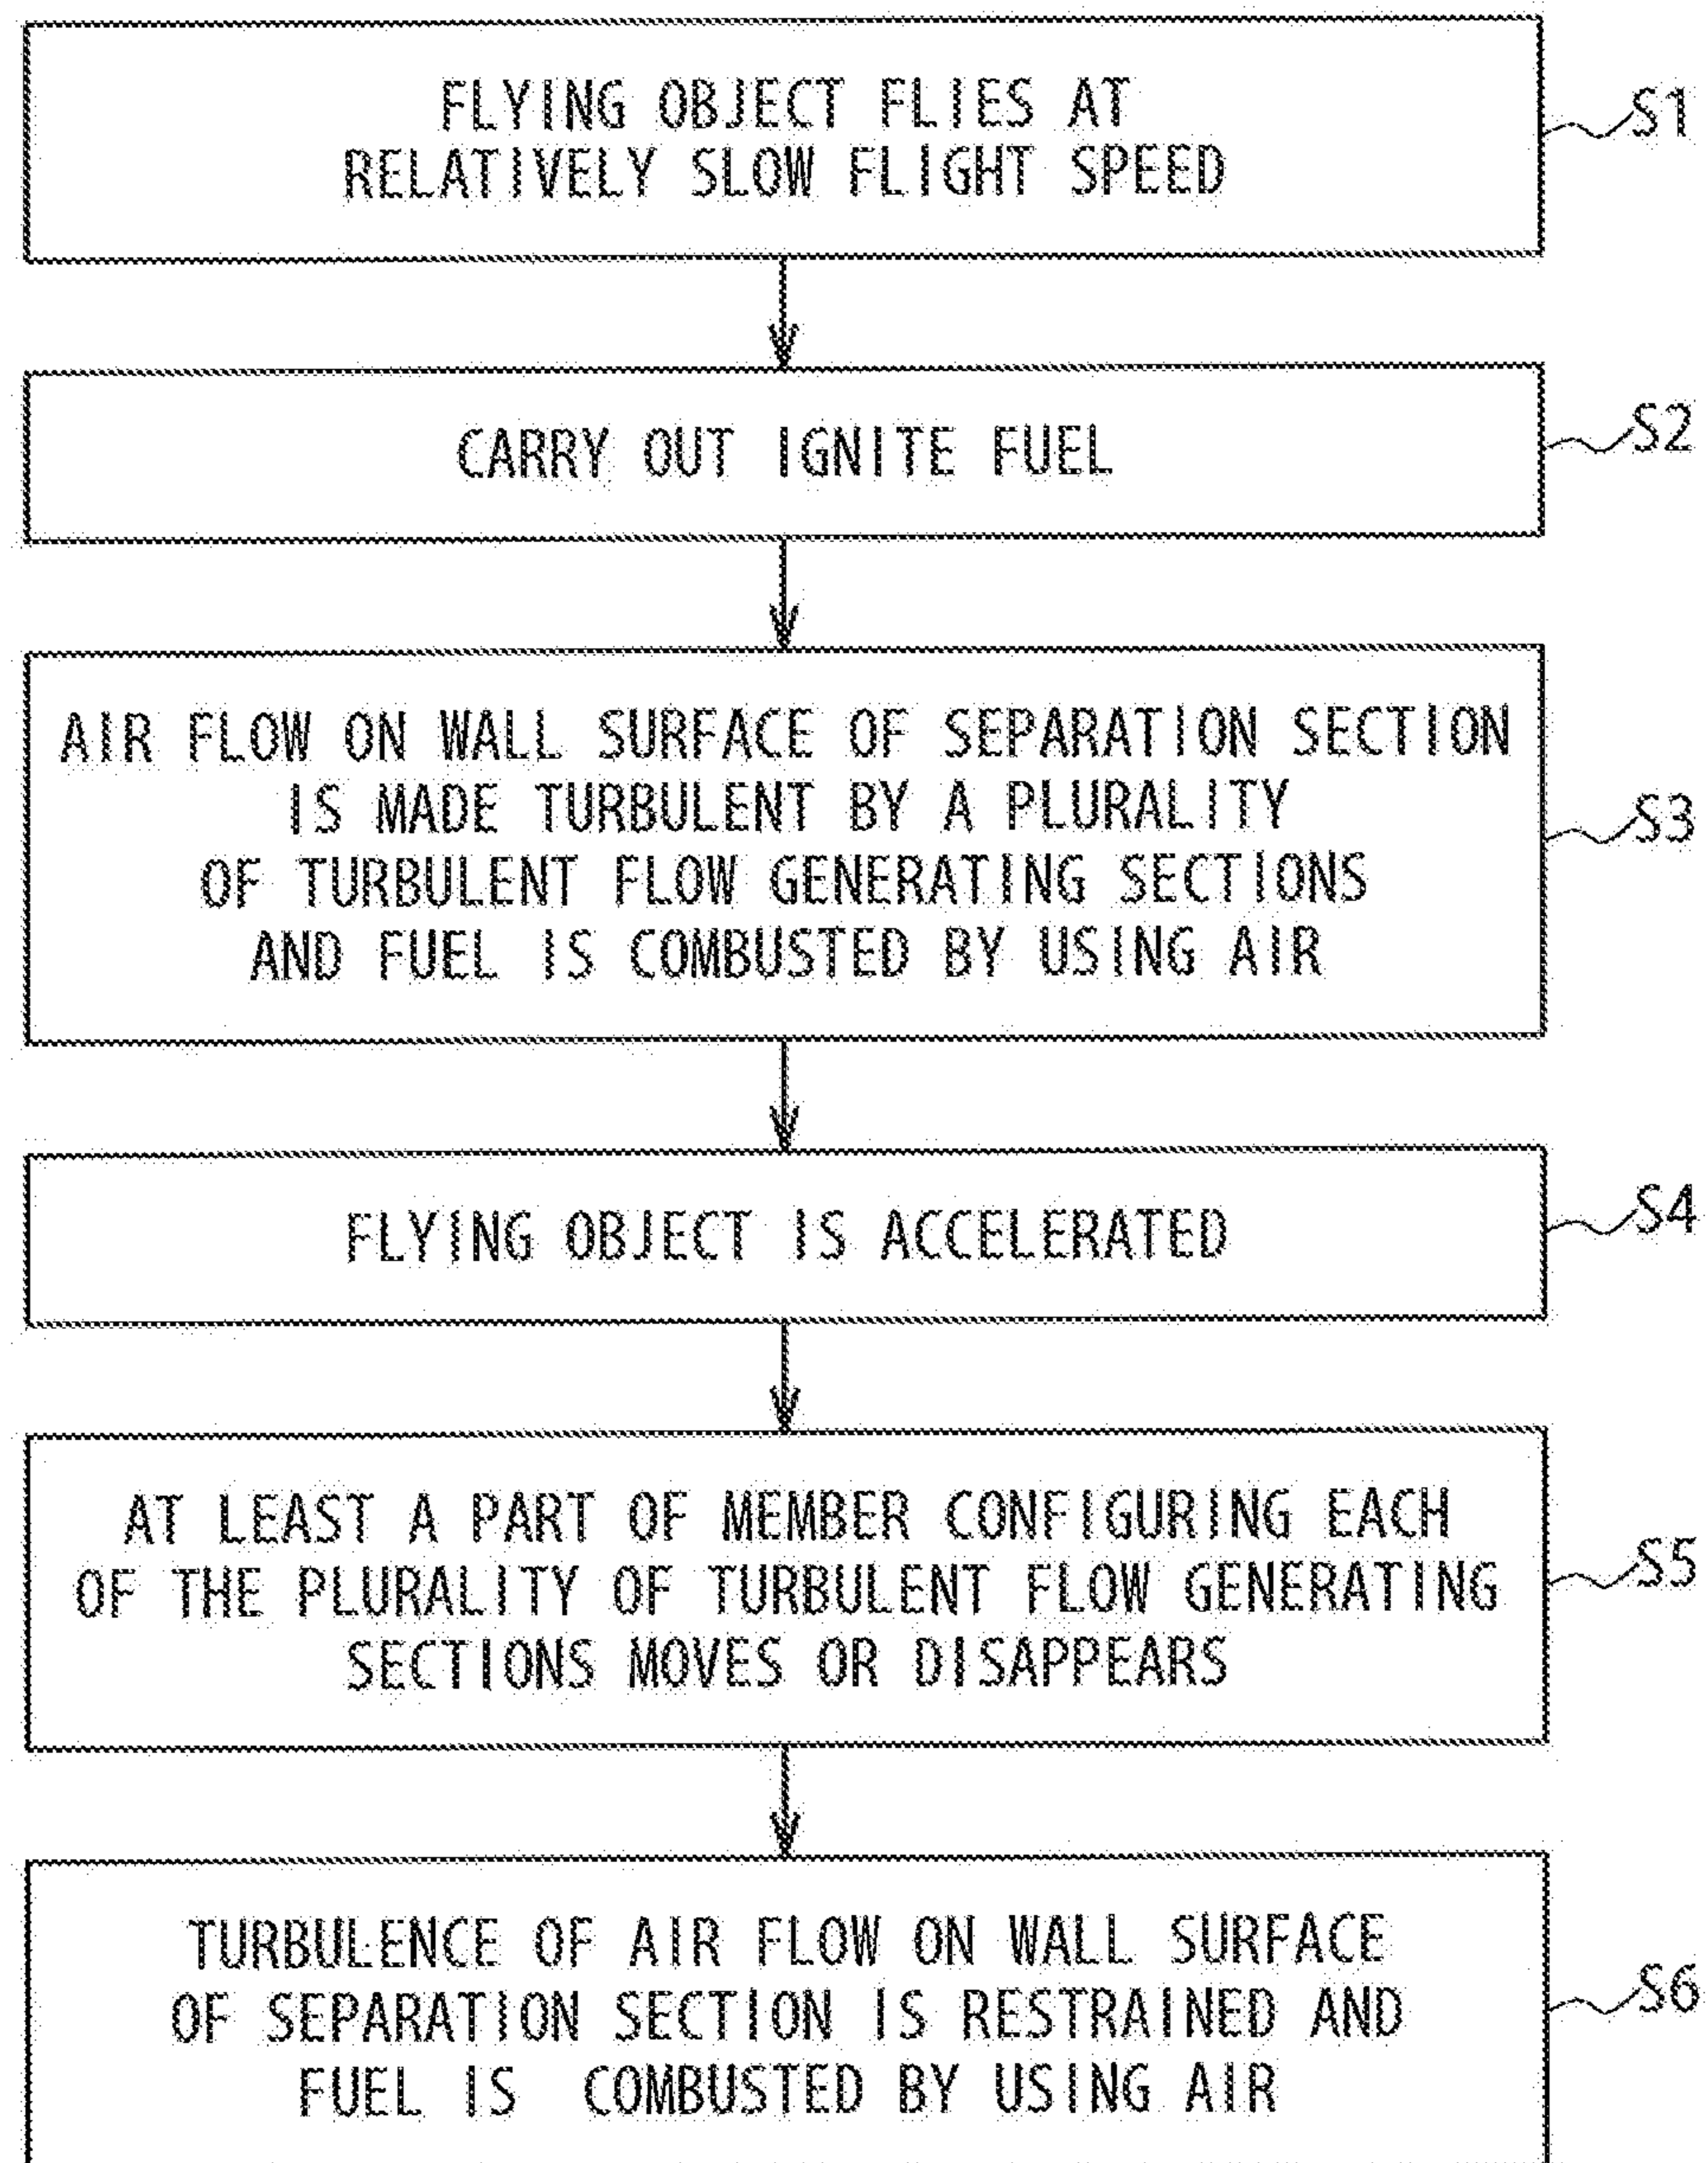 FLYING OBJECT FLIES AT
RELATIVELY SLOW FLIGHT SPEED
S1
CARRY OUT IGNITE FUEL
S2
AIR FLOW ON WALL SURFACE OF SEPARATION SECTION
IS MADE TURBULENT BY A PLURALITY
OF TURBULENT FLOW GENERATING SECTIONS
AND FUEL IS COMBUSTED BY USING AIR
S3
FLYING OBJECT IS ACCELERATED
S4
AT LEAST A PART OF MEMBER CONFIGURING EACH
OF THE PLURALITY OF TURBULENT FLOW GENERATING
SECTIONS MOVES OR DISAPPEARS
S5
TURBULENCE OF AIR FLOW ON WALL SURFACE
OF SEPARATION SECTION IS RESTRAINED AND
FUEL IS COMBUSTED BY USING AIR
S6